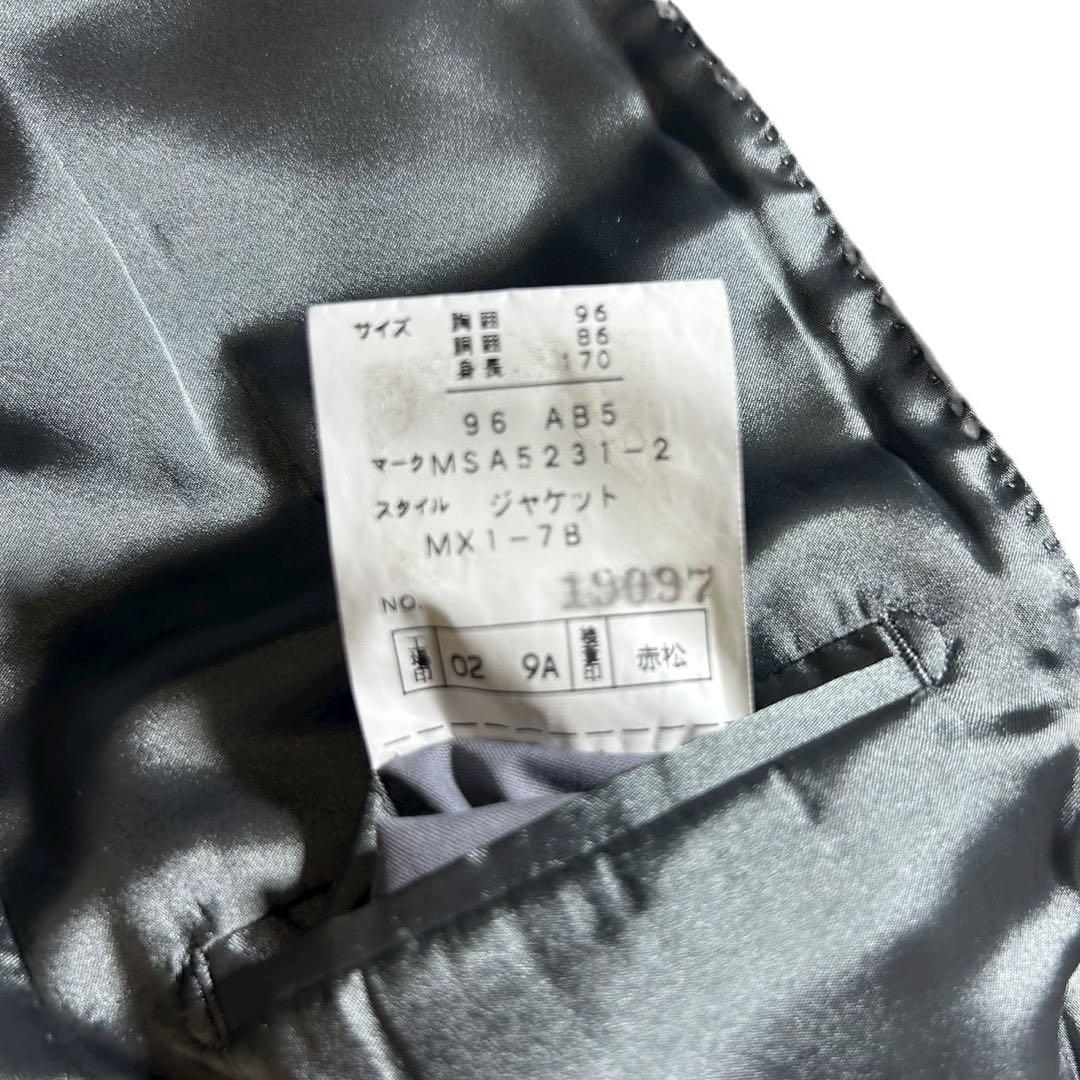 サイズ 胸囲 96
胴囲 86
身長 170
96 AB5
マークMSA5231-2
スタイル ジャケット
MX1-7B
NO. 19097
工場印 02 9A 検査印 赤松